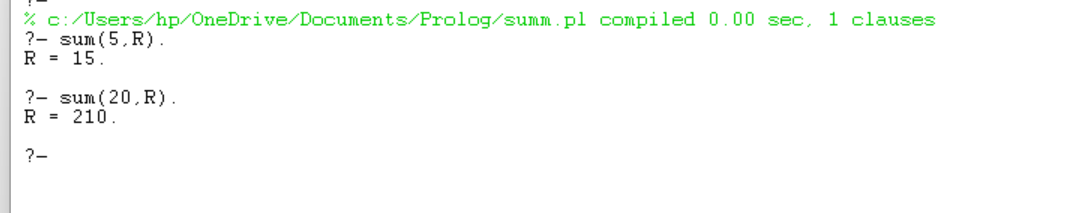 ?-
% c:/Users/hp/OneDrive/Documents/Prolog/summ.pl compiled 0.00 sec, 1 clauses
?- sum(5,R).
R = 15.
?- sum(20,R).
R = 210.
?-